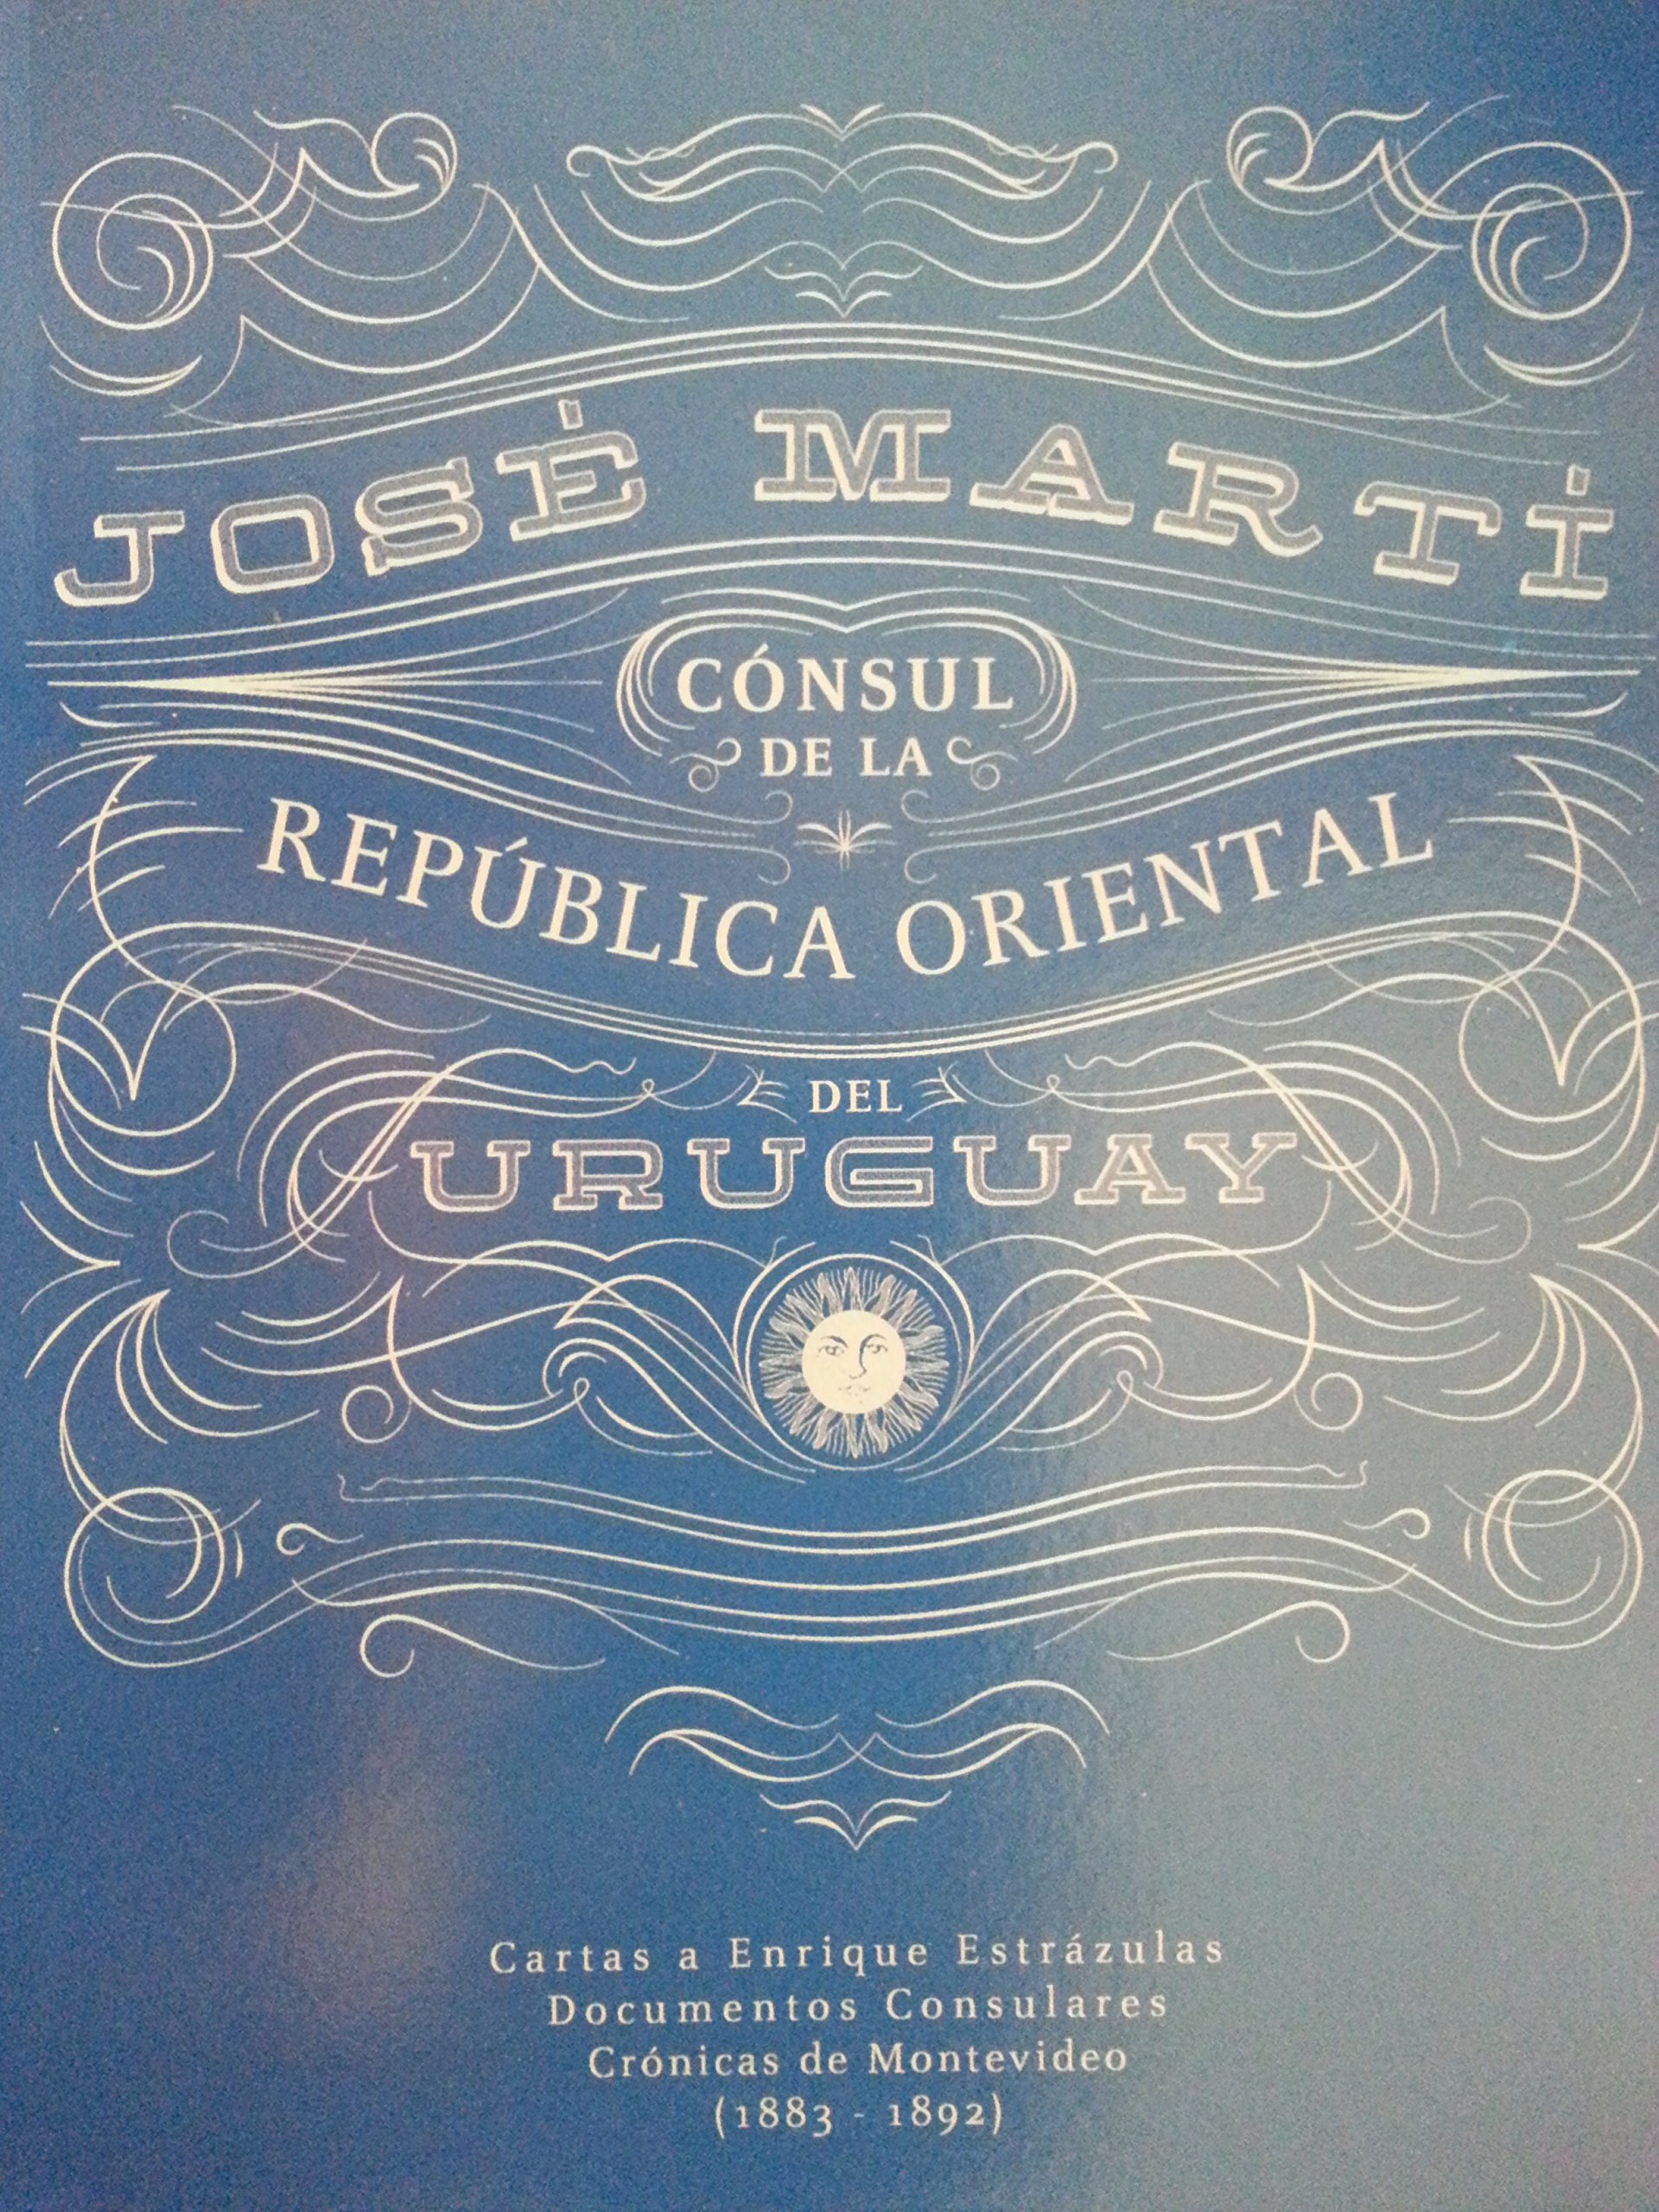 JOSÉ MARTÍ
CÓNSUL
DE LA
REPÚBLICA ORIENTAL
DEL
URUGUAY
Cartas a Enrique Estrázulas
Documentos Consulares
Crónicas de Montevideo
(1883 - 1892)